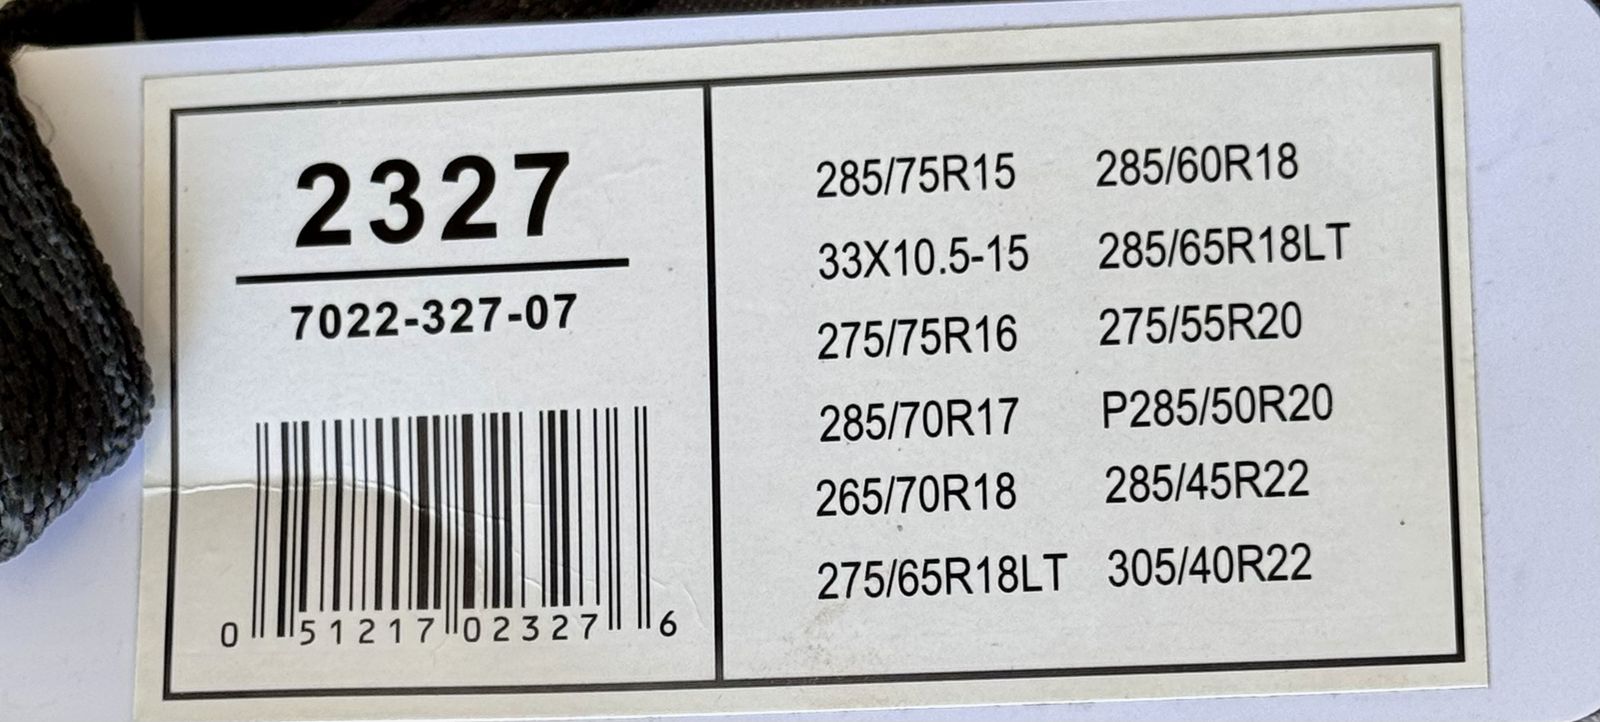 2327
7022-327-07
0 51217 02327 6
285/75R15
33X10.5-15
275/75R16
285/70R17
265/70R18
275/65R18LT
285/60R18
285/65R18LT
275/55R20
P285/50R20
285/45R22
305/40R22